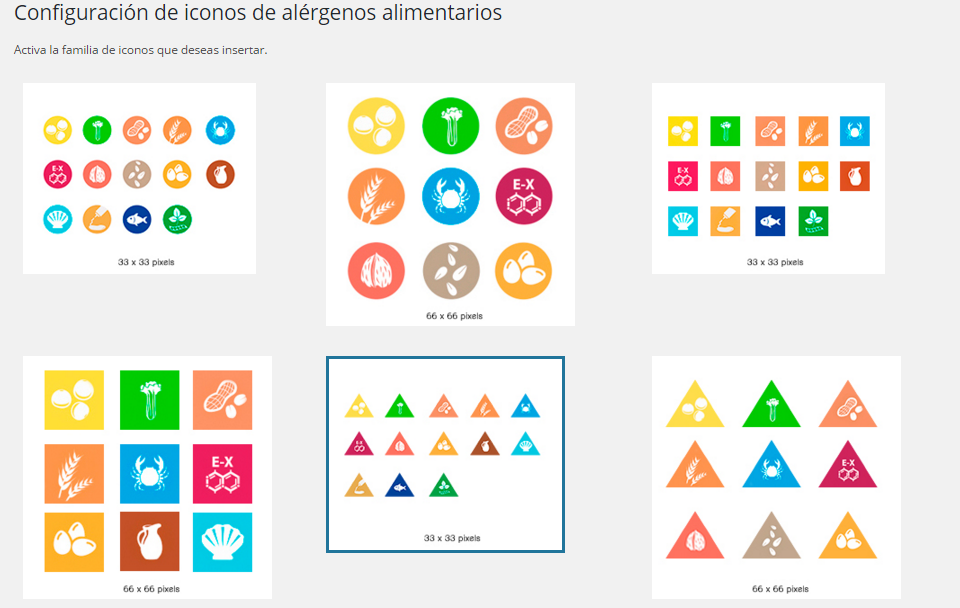 Configuración de iconos de alérgenos alimentarios
Activa la familia de iconos que deseas insertar.
E-X
33 x 33 pixels
E-X
66 x 66 pixels
E-X
33 x 33 pixels
E-X
66 x 66 pixels
E-X
33 x 33 pixels
E-X
66 x 66 pixels